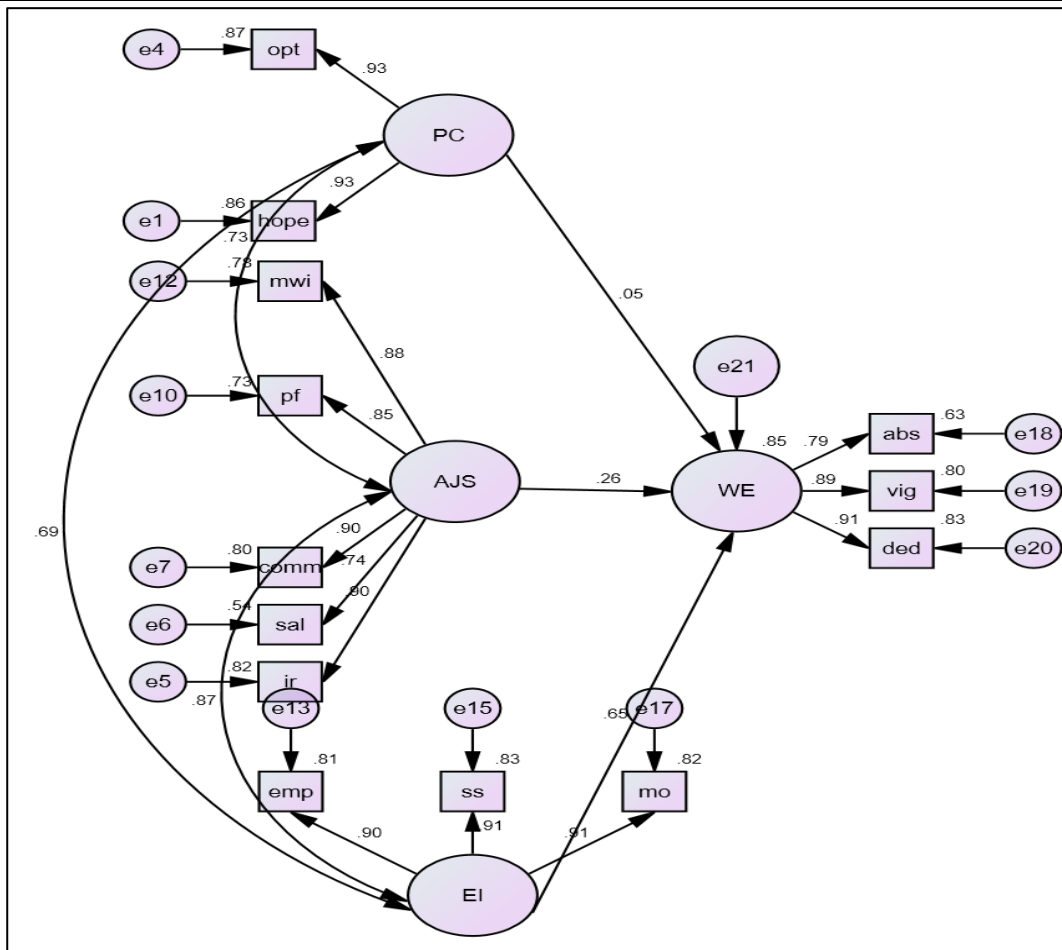 .87
e4
opt
.93
PC
.93
.86
e1
hope
.73
.78
e12
mwi
.05
.88
e21
.73
e10
pf
.85
.85
.79
abs
.63
e18
AJS
.26
WE
.89
vig
.80
e19
.91
ded
.83
e20
.90
.69
.80
e7
comm
.74
.54
.90
e6
sal
.82
e5
ir
.87
e13
e15
.65
e17
.81
.83
.82
emp
ss
mo
.90
.91
.91
EI